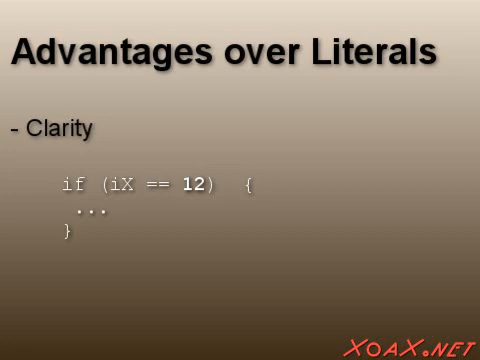 Advantages over Literals
- Clarity
if (iX == 12)  {
...
}
XOAX.NET